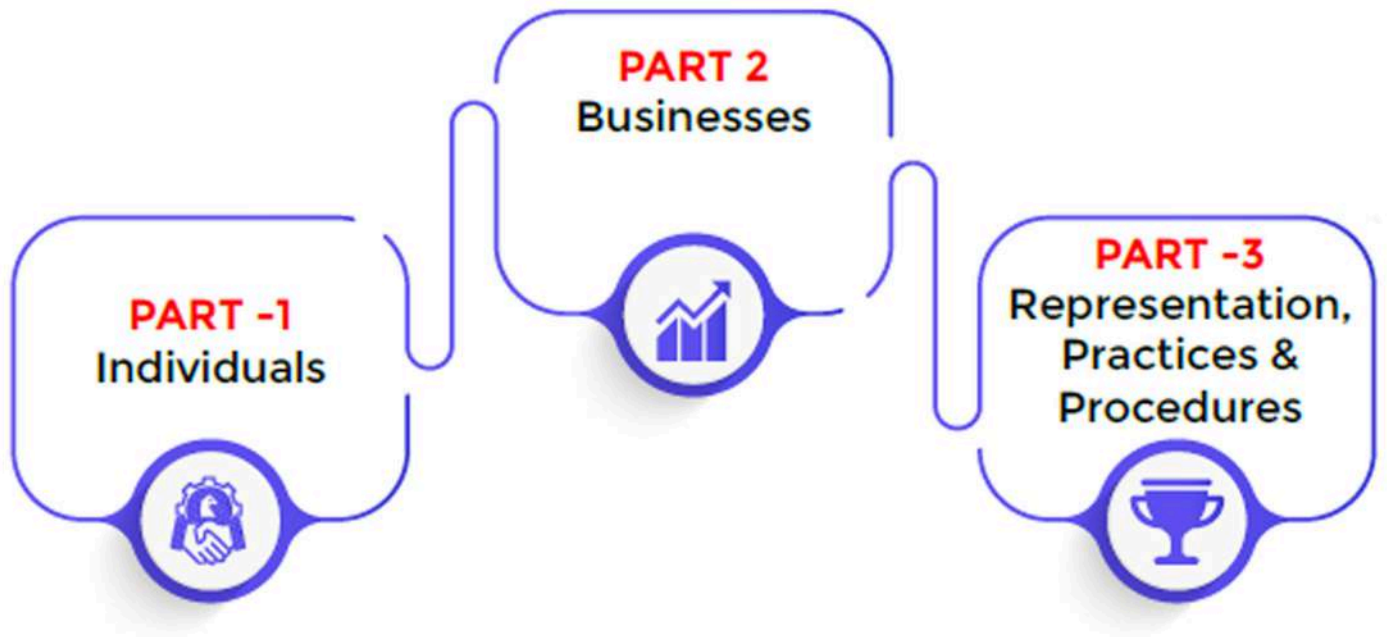 PART -1
Individuals
PART 2
Businesses
PART -3
Representation,
Practices &
Procedures